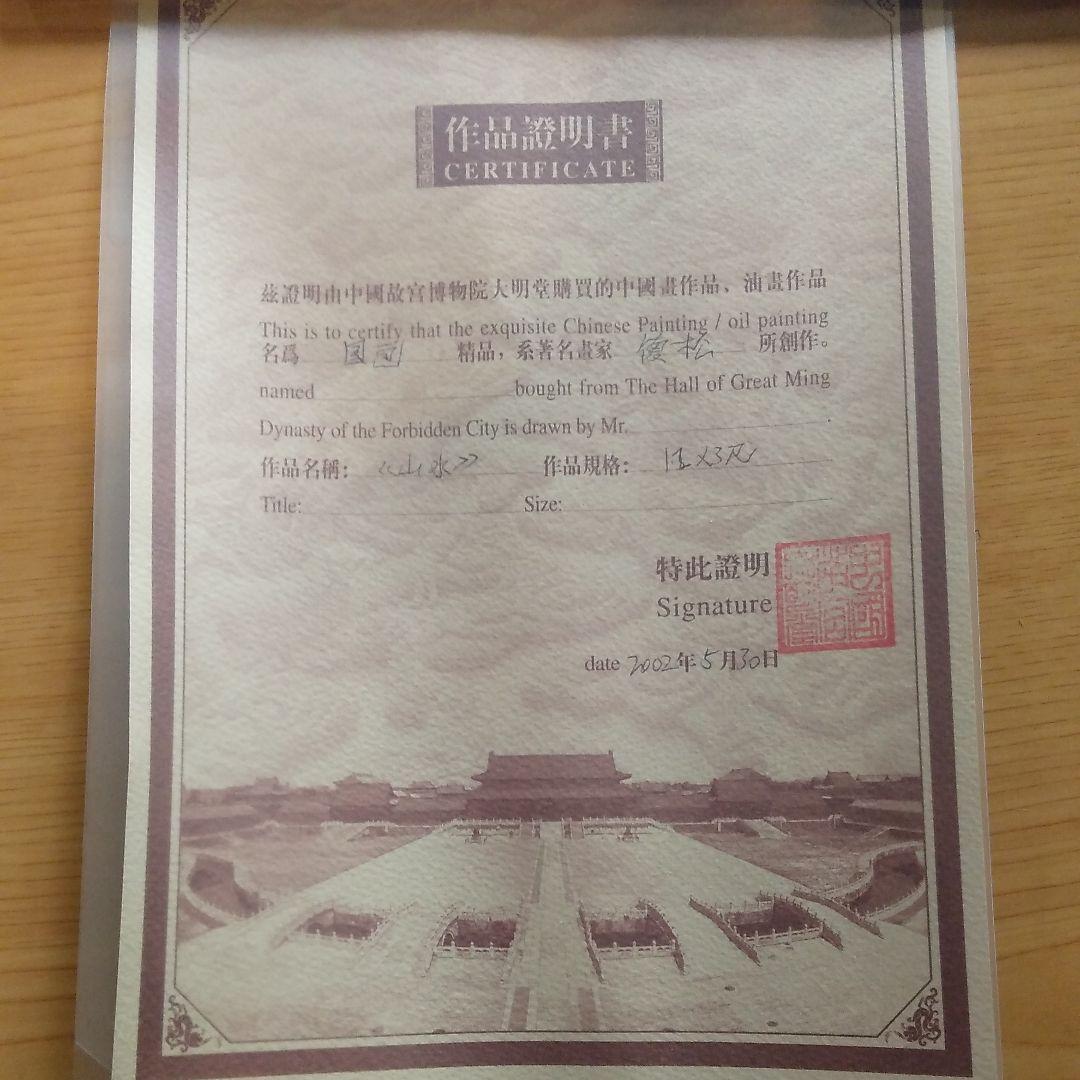 作品證明書
CERTIFICATE
茲證明由中國故宮博物院大明堂購買的中國畫作品、油畫作品
This is to certify that the exquisite Chinese Painting / oil painting
名爲 国画 精品，系著名畫家 松 所創作。
named bought from The Hall of Great Ming
Dynasty of the Forbidden City is drawn by Mr. .
作品名稱： 《山水》 作品規格：
Title: Size:
特此證明
Signature
date 2002年5月30日